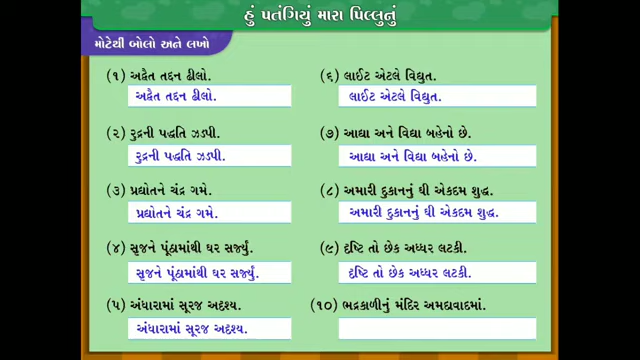 હું પતંગિયું મારા પિલ્લુનું
મોટેથી બોલો અને લખો
(૧) અદ્વૈત તદ્દન ઢીલો.
અદ્વૈત તદ્દન ઢીલો.
(૨) રુદ્રની પદ્ધતિ ઝડપી.
રુદ્રની પદ્ધતિ ઝડપી.
(૩) પ્રદ્યોતને ચંદ્ર ગમે.
પ્રદ્યોતને ચંદ્ર ગમે.
(૪) સૃજને પૂંઠામાંથી ઘર સર્જ્યું.
સૃજને પૂંઠામાંથી ઘર સર્જ્યું.
(૫) અંધારામાં સૂરજ અદૃશ્ય.
અંધારામાં સૂરજ અદૃશ્ય.
(૬) લાઈટ એટલે વિદ્યુત.
લાઈટ એટલે વિદ્યુત.
(૭) આદ્યા અને વિદ્યા બહેનો છે.
આદ્યા અને વિદ્યા બહેનો છે.
(૮) અમારી દુકાનનું ઘી એકદમ શુદ્ધ.
અમારી દુકાનનું ઘી એકદમ શુદ્ધ.
(૯) દૃષ્ટિ તો છેક અધ્ધર લટકી.
દૃષ્ટિ તો છેક અધ્ધર લટકી.
(૧૦) ભદ્રકાળીનું મંદિર અમદાવાદમાં.